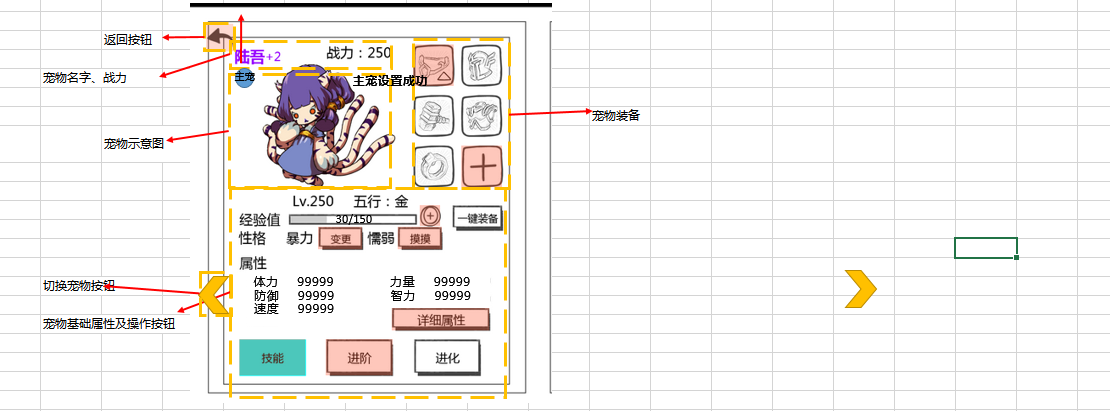 返回按钮
宠物名字、战力
宠物示意图
切换宠物按钮
宠物基础属性及操作按钮
陆吾+2
战力：250
主宠
主宠设置成功
宠物装备
Lv.250 五行：金
经验值 30/150 一键装备
性格 暴力 变更 懦弱 摸摸
属性
体力 99999 力量 99999
防御 99999 智力 99999
速度 99999
详细属性
技能 进阶 进化